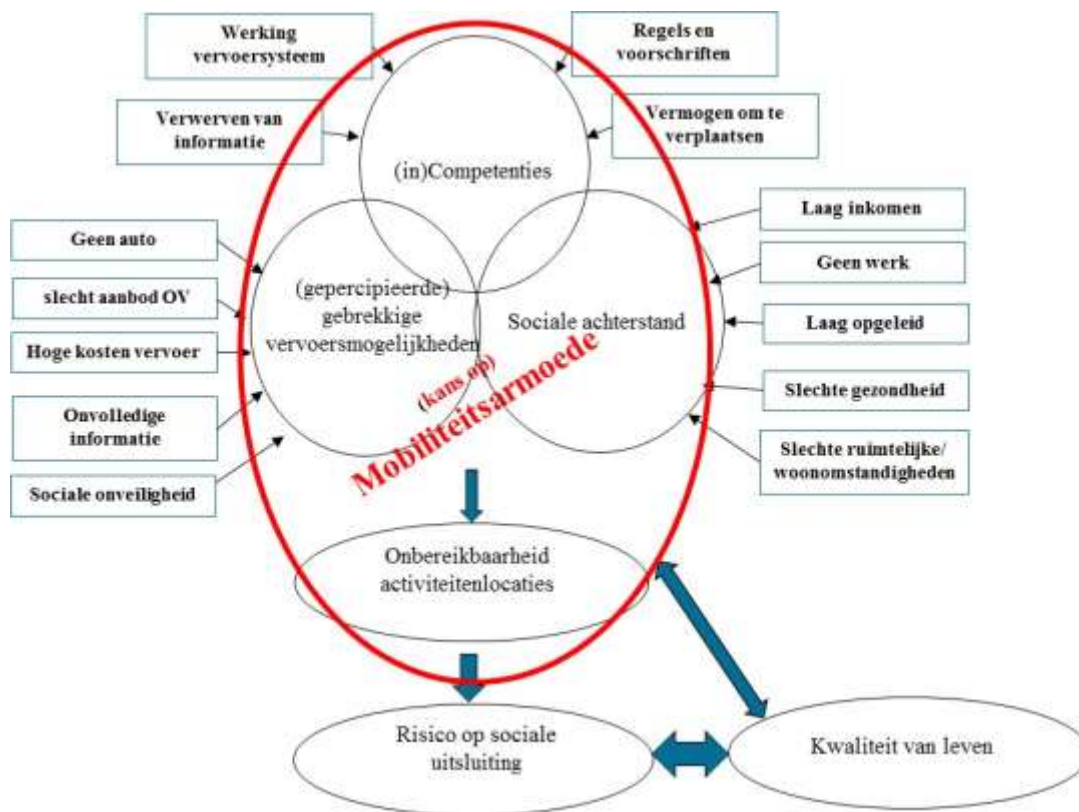 Werking
vervoersysteem
Regels en
voorschriften
Verwerven van
informatie
Vermogen om te
verplaatsen
(in)Competenties
Laag inkomen
Geen auto
Geen werk
slecht aanbod OV
(gepercipieerde)
gebrekkige
vervoersmogelijkheden
Sociale achterstand
Laag opgeleid
Hoge kosten vervoer
(kans op)
Mobiliteitsarmoede
Slechte gezondheid
Onvolledige
informatie
Slechte ruimtelijke/
woonomstandigheden
Sociale onveiligheid
Onbereikbaarheid
activiteitenlocaties
Risico op sociale
uitsluiting
Kwaliteit van leven